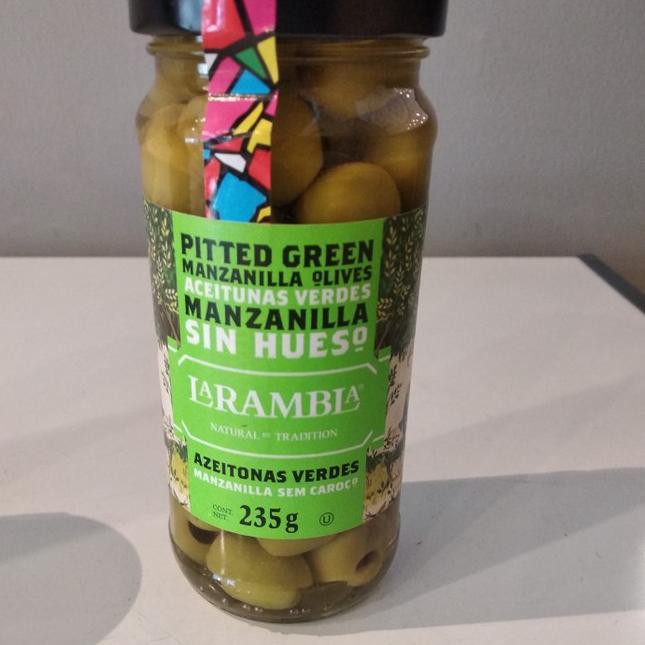 PITTED GREEN
MANZANILLA OLIVES
ACEITUNAS VERDES
MANZANILLA
SIN HUESO
LARAMBLA®
NATURAL BY TRADITION
AZEITONAS VERDES
MANZANILLA SEM CAROÇO
CONT.
NET. 235g U